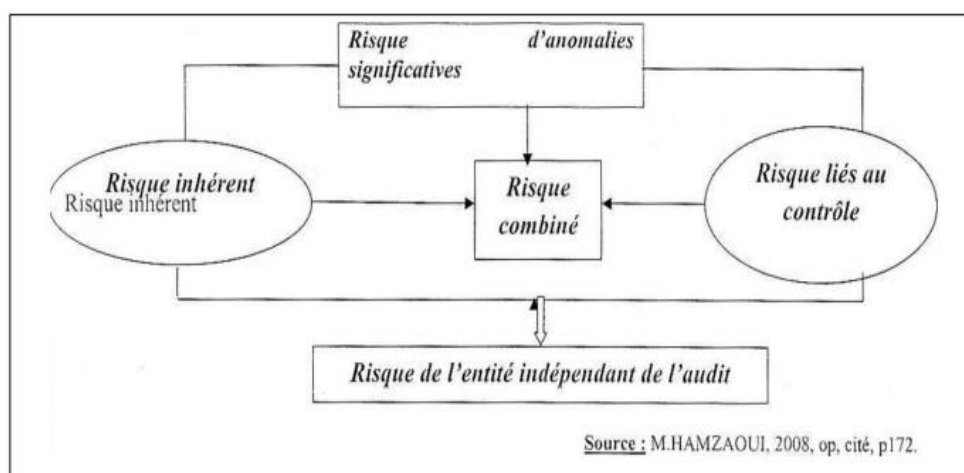 Risque d'anomalies
significatives
Risque inhérent
Risque inhérent
Risque
combiné
Risque liés au
contrôle
Risque de l'entité indépendant de l'audit
Source : M.HAMZAOUI, 2008, op, cité, p172.